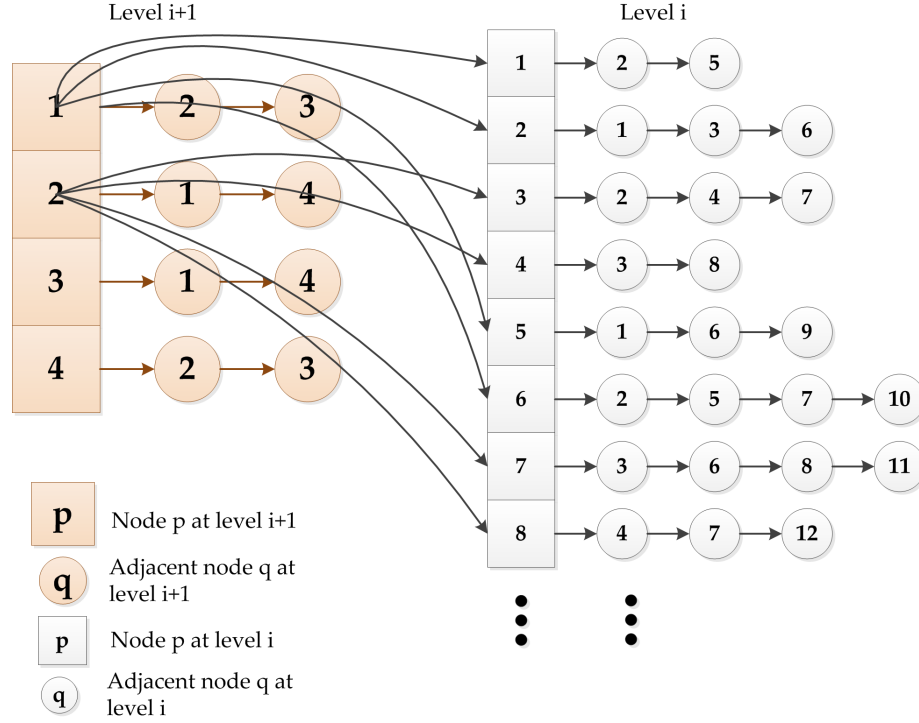 Level i+1
Level i
1 2 3
2 1 4
3 1 4
4 2 3
1 2 5
2 1 3 6
3 2 4 7
4 3 8
5 1 6 9
6 2 5 7 10
7 3 6 8 11
8 4 7 12
p Node p at level i+1
q Adjacent node q at
level i+1
p Node p at level i
q Adjacent node q at
level i